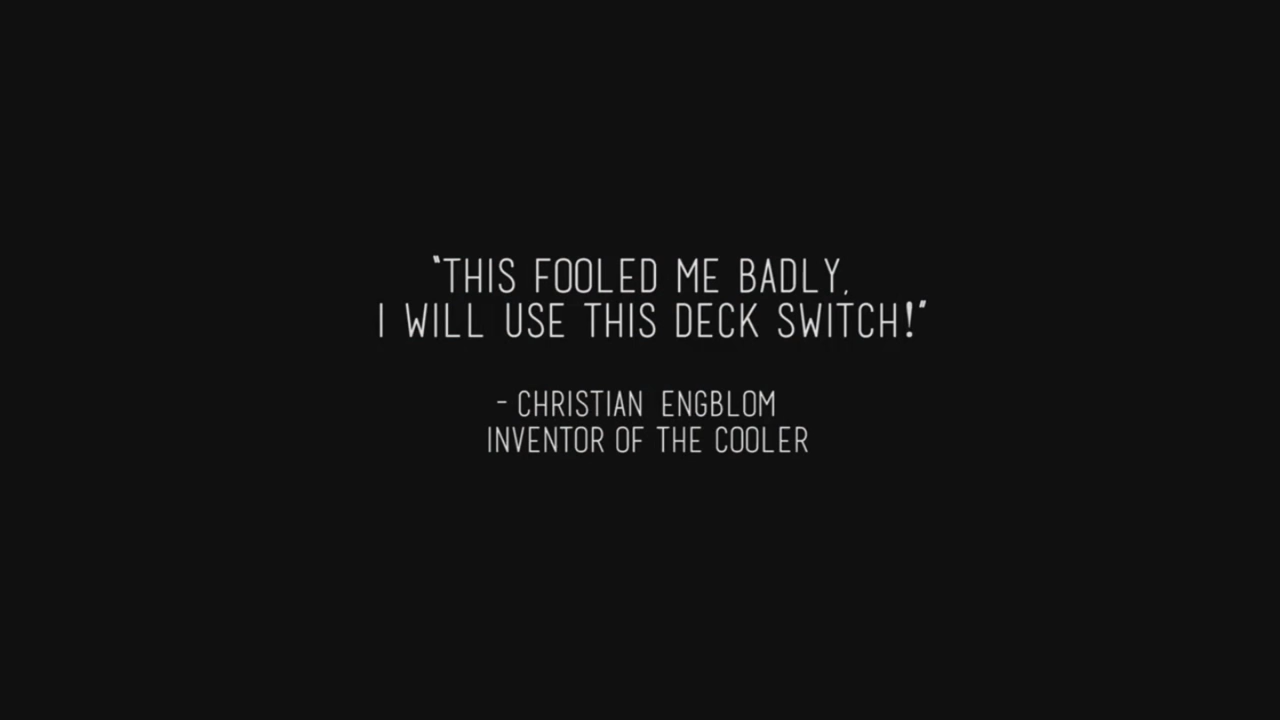 "THIS FOOLED ME BADLY,
I WILL USE THIS DECK SWITCH!"
- CHRISTIAN ENGBLOM
INVENTOR OF THE COOLER